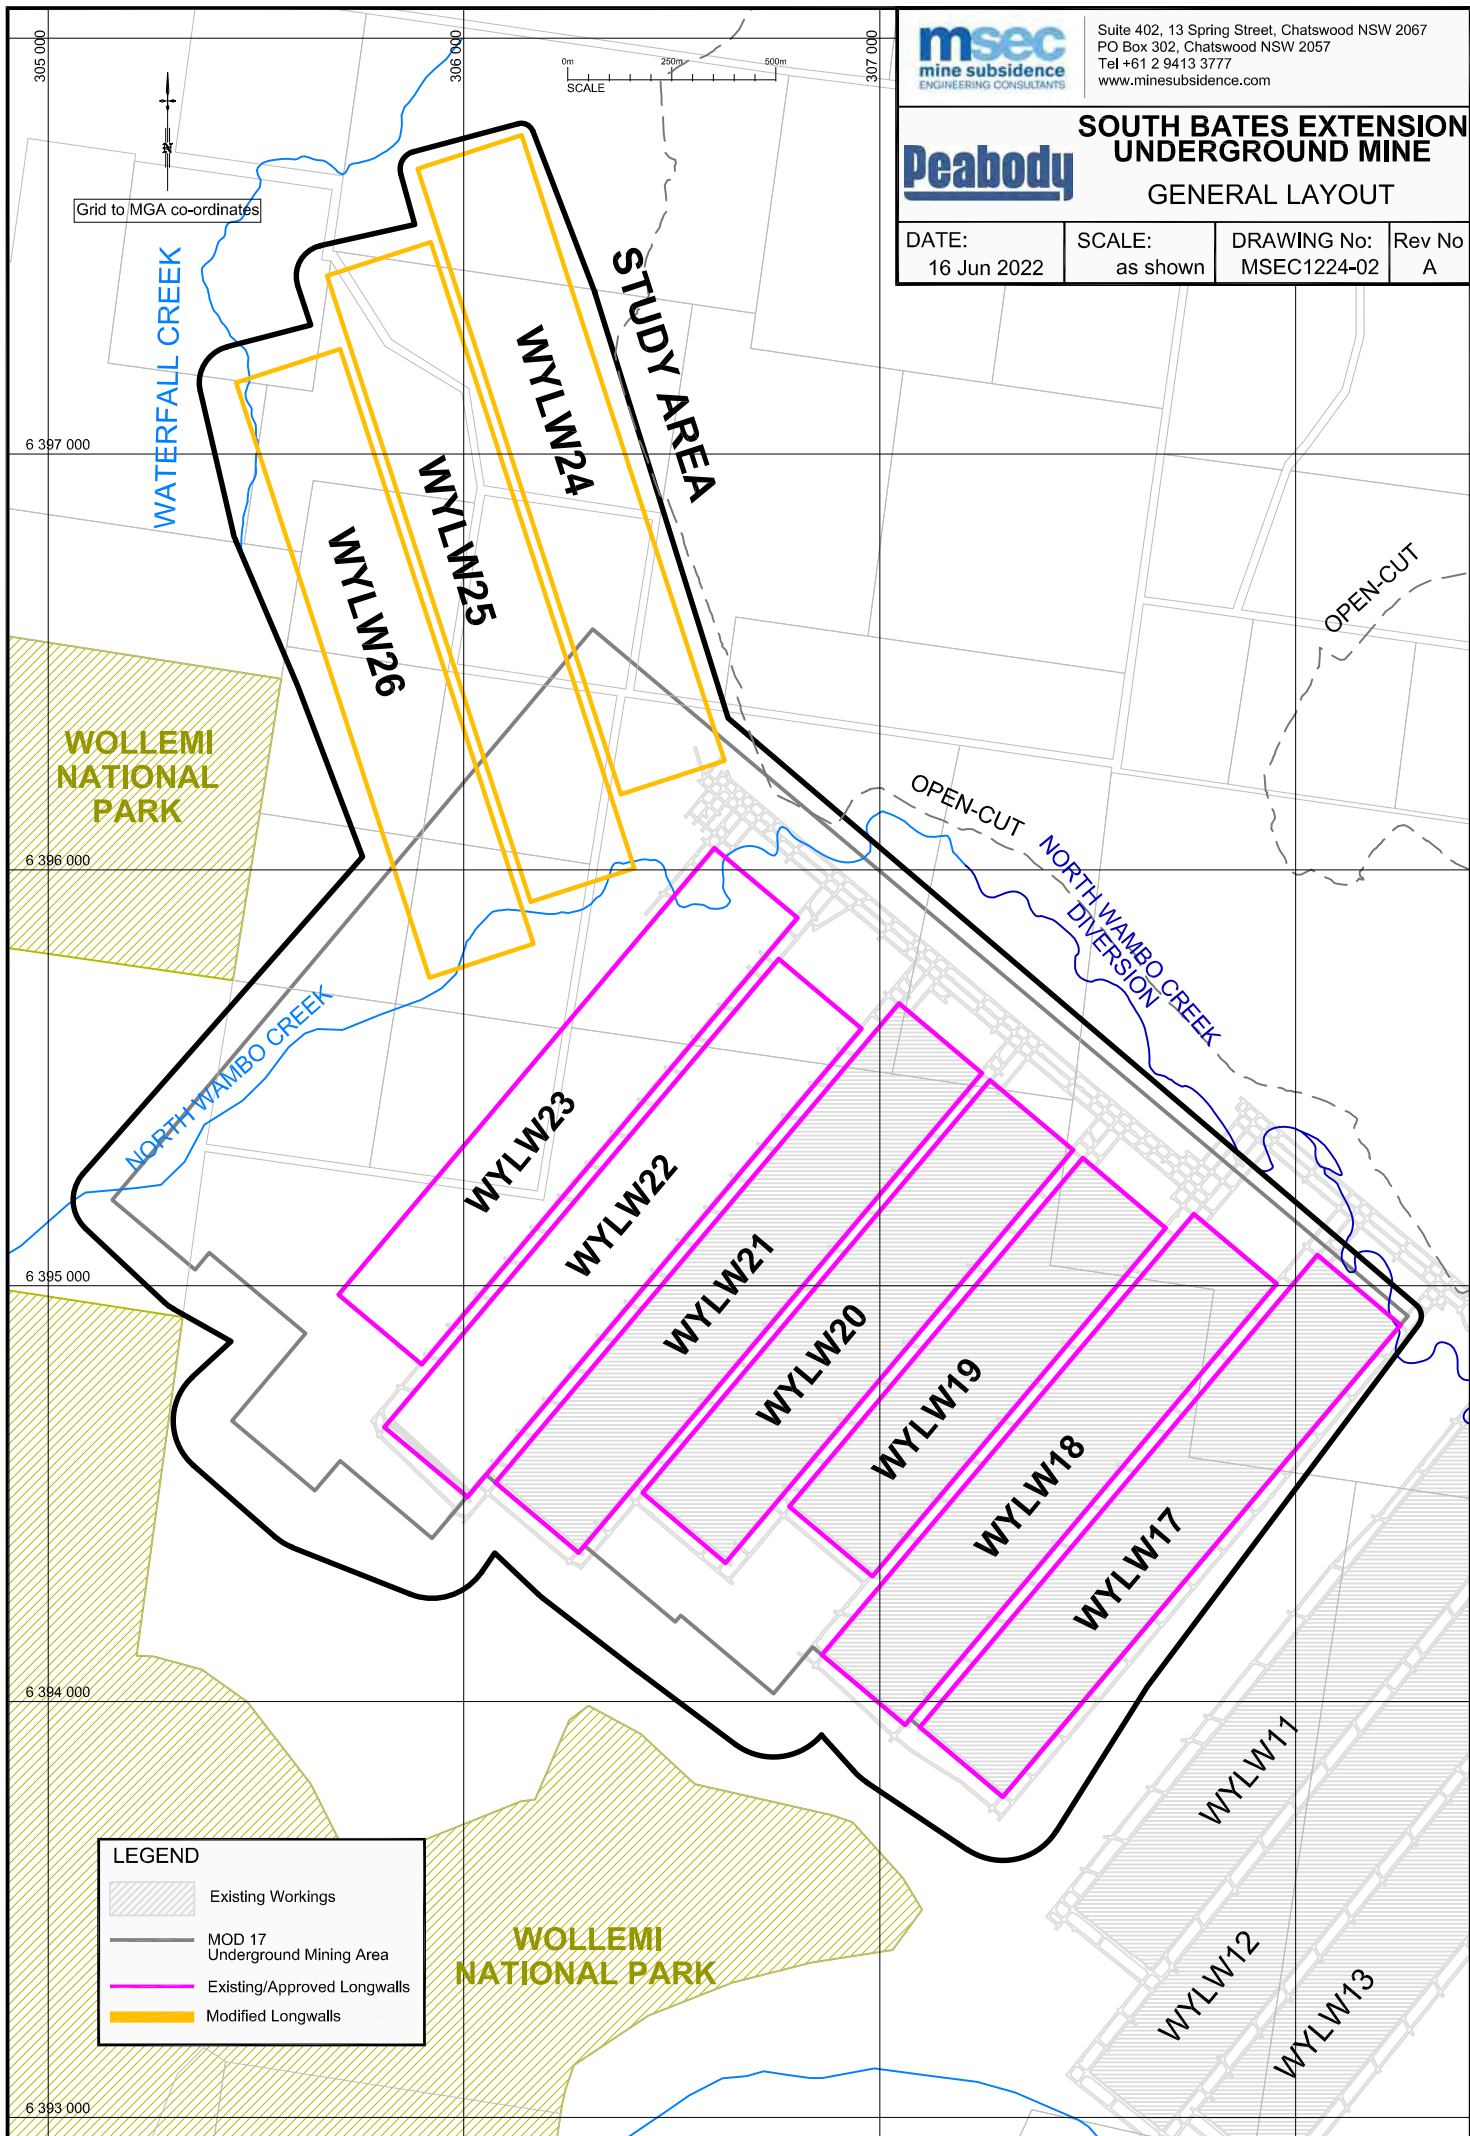 305 000
306 000
307 000
0m
250m
500m
SCALE
N
Grid to MGA co-ordinates
msec
mine subsidence
ENGINEERING CONSULTANTS
Suite 402, 13 Spring Street, Chatswood NSW 2067
PO Box 302, Chatswood NSW 2057
Tel +61 2 9413 3777
www.minesubsidence.com
Peabody
SOUTH BATES EXTENSION
UNDERGROUND MINE
GENERAL LAYOUT
DATE:
16 Jun 2022
SCALE:
as shown
DRAWING No:
MSEC1224-02
Rev No
A
WATERFALL CREEK
STUDY AREA
WYLW24
WYLW25
WYLW26
6 397 000
OPEN-CUT
WOLLEMI
NATIONAL
PARK
OPEN-CUT
6 396 000
NORTH WAMBO CREEK
DIVERSION
NORTH WAMBO CREEK
WYLW23
WYLW22
WYLW21
WYLW20
WYLW19
WYLW18
WYLW17
6 395 000
6 394 000
WYLW11
WYLW12
WYLW13
WOLLEMI
NATIONAL PARK
LEGEND
Existing Workings
MOD 17
Underground Mining Area
Existing/Approved Longwalls
Modified Longwalls
6 393 000